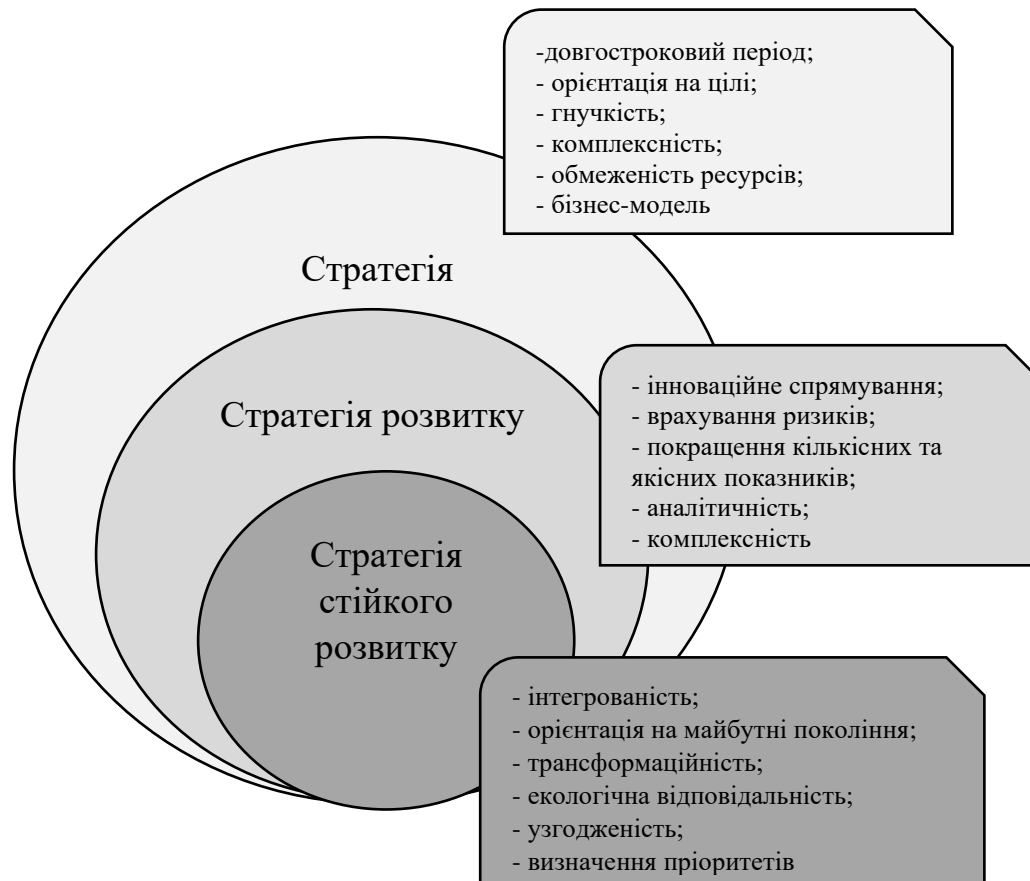 -довгостроковий період;
- орієнтація на цілі;
- гнучкість;
- комплексність;
- обмеженість ресурсів;
- бізнес-модель
Стратегія
- інноваційне спрямування;
- врахування ризиків;
- покращення кількісних та
якісних показників;
- аналітичність;
- комплексність
Стратегія розвитку
Стратегія
стійкого
розвитку
- інтегрованість;
- орієнтація на майбутні покоління;
- трансформаційність;
- екологічна відповідальність;
- узгодженість;
- визначення пріоритетів